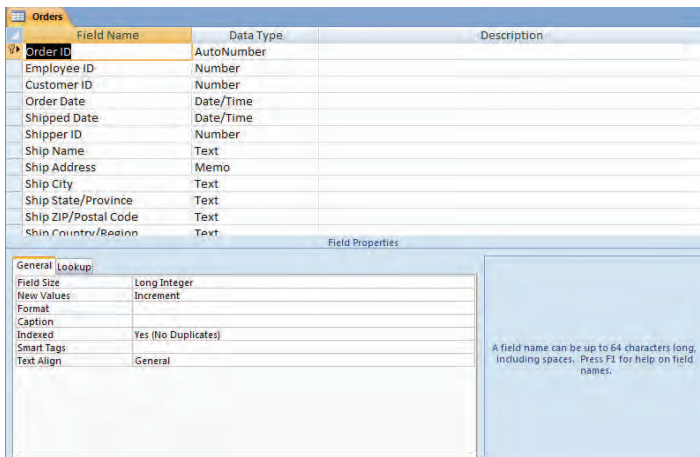 Orders
Field Name Data Type Description
Order ID AutoNumber
Employee ID Number
Customer ID Number
Order Date Date/Time
Shipped Date Date/Time
Shipper ID Number
Ship Name Text
Ship Address Memo
Ship City Text
Ship State/Province Text
Ship ZIP/Postal Code Text
Ship Country/Region Text
Field Properties
General Lookup
Field Size Long Integer
New Values Increment
Format
Caption
Indexed Yes (No Duplicates)
Smart Tags
Text Align General
A field name can be up to 64 characters long,
including spaces. Press F1 for help on field
names.